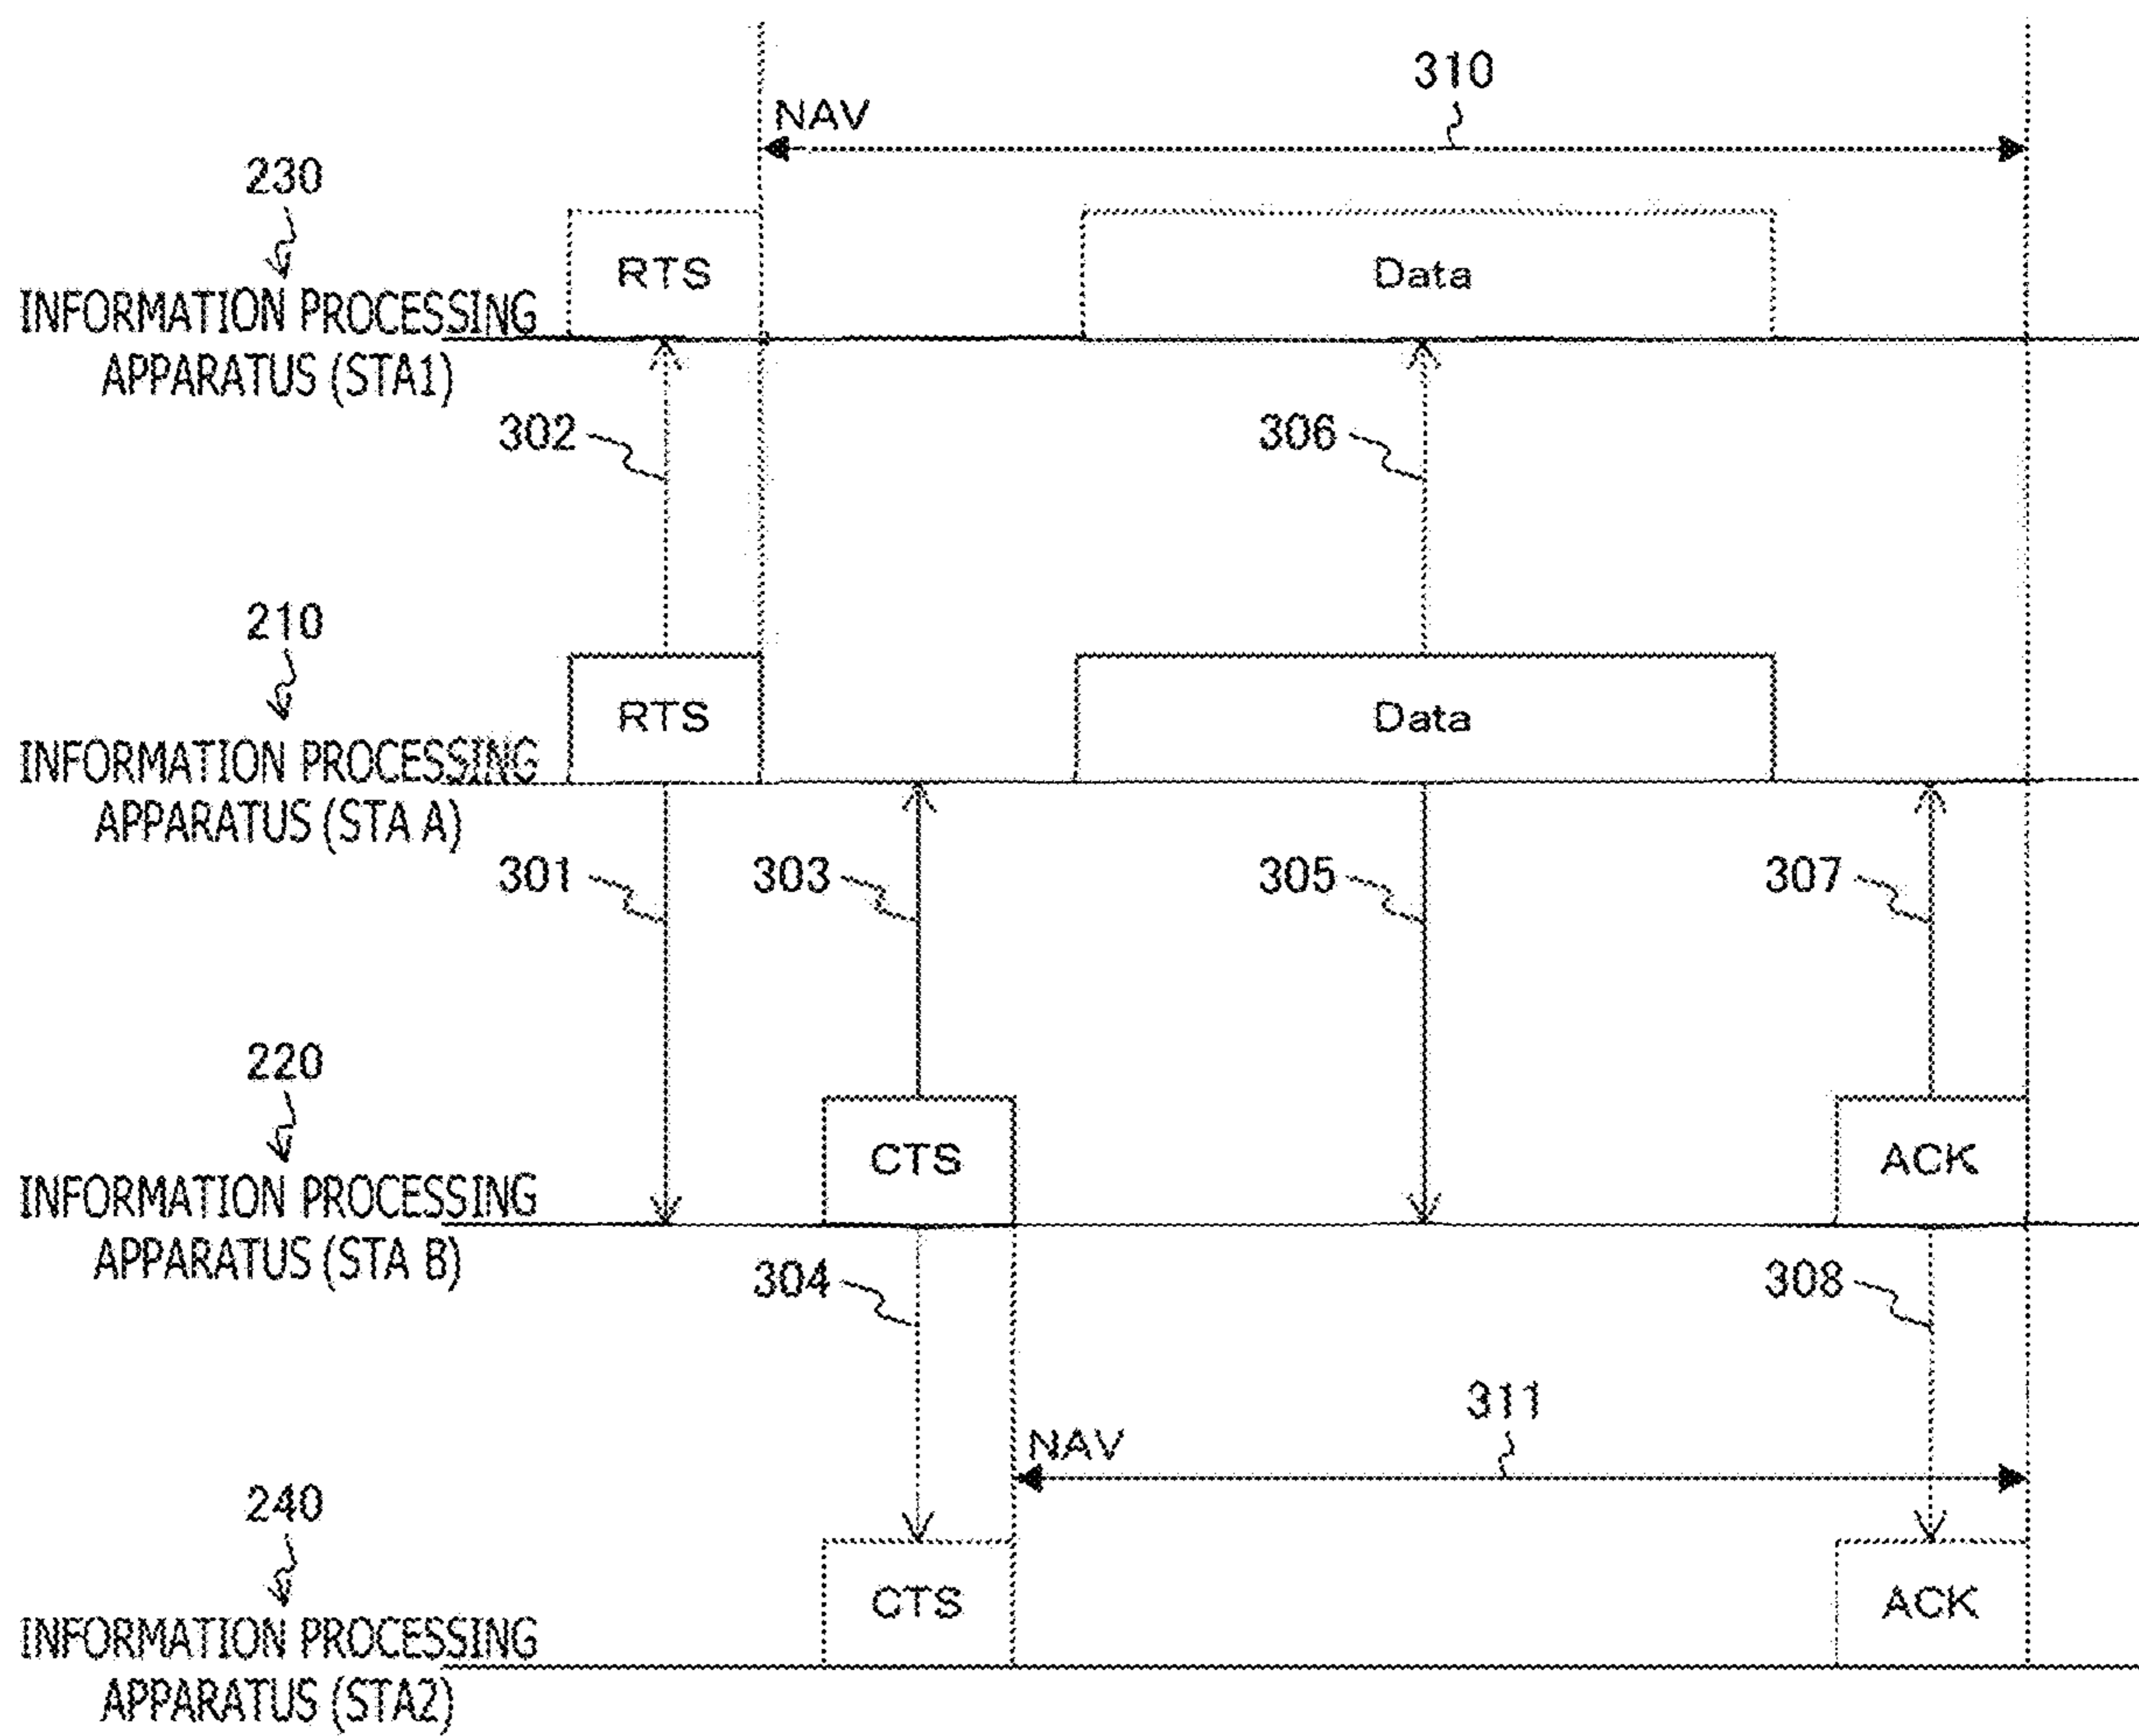 310
NAV
230
RTS
Data
INFORMATION PROCESSING
APPARATUS (STA1)
302
306
210
RTS
Data
INFORMATION PROCESSING
APPARATUS (STA A)
301
303
305
307
220
CTS
ACK
INFORMATION PROCESSING
APPARATUS (STA B)
304
308
311
NAV
240
CTS
ACK
INFORMATION PROCESSING
APPARATUS (STA2)